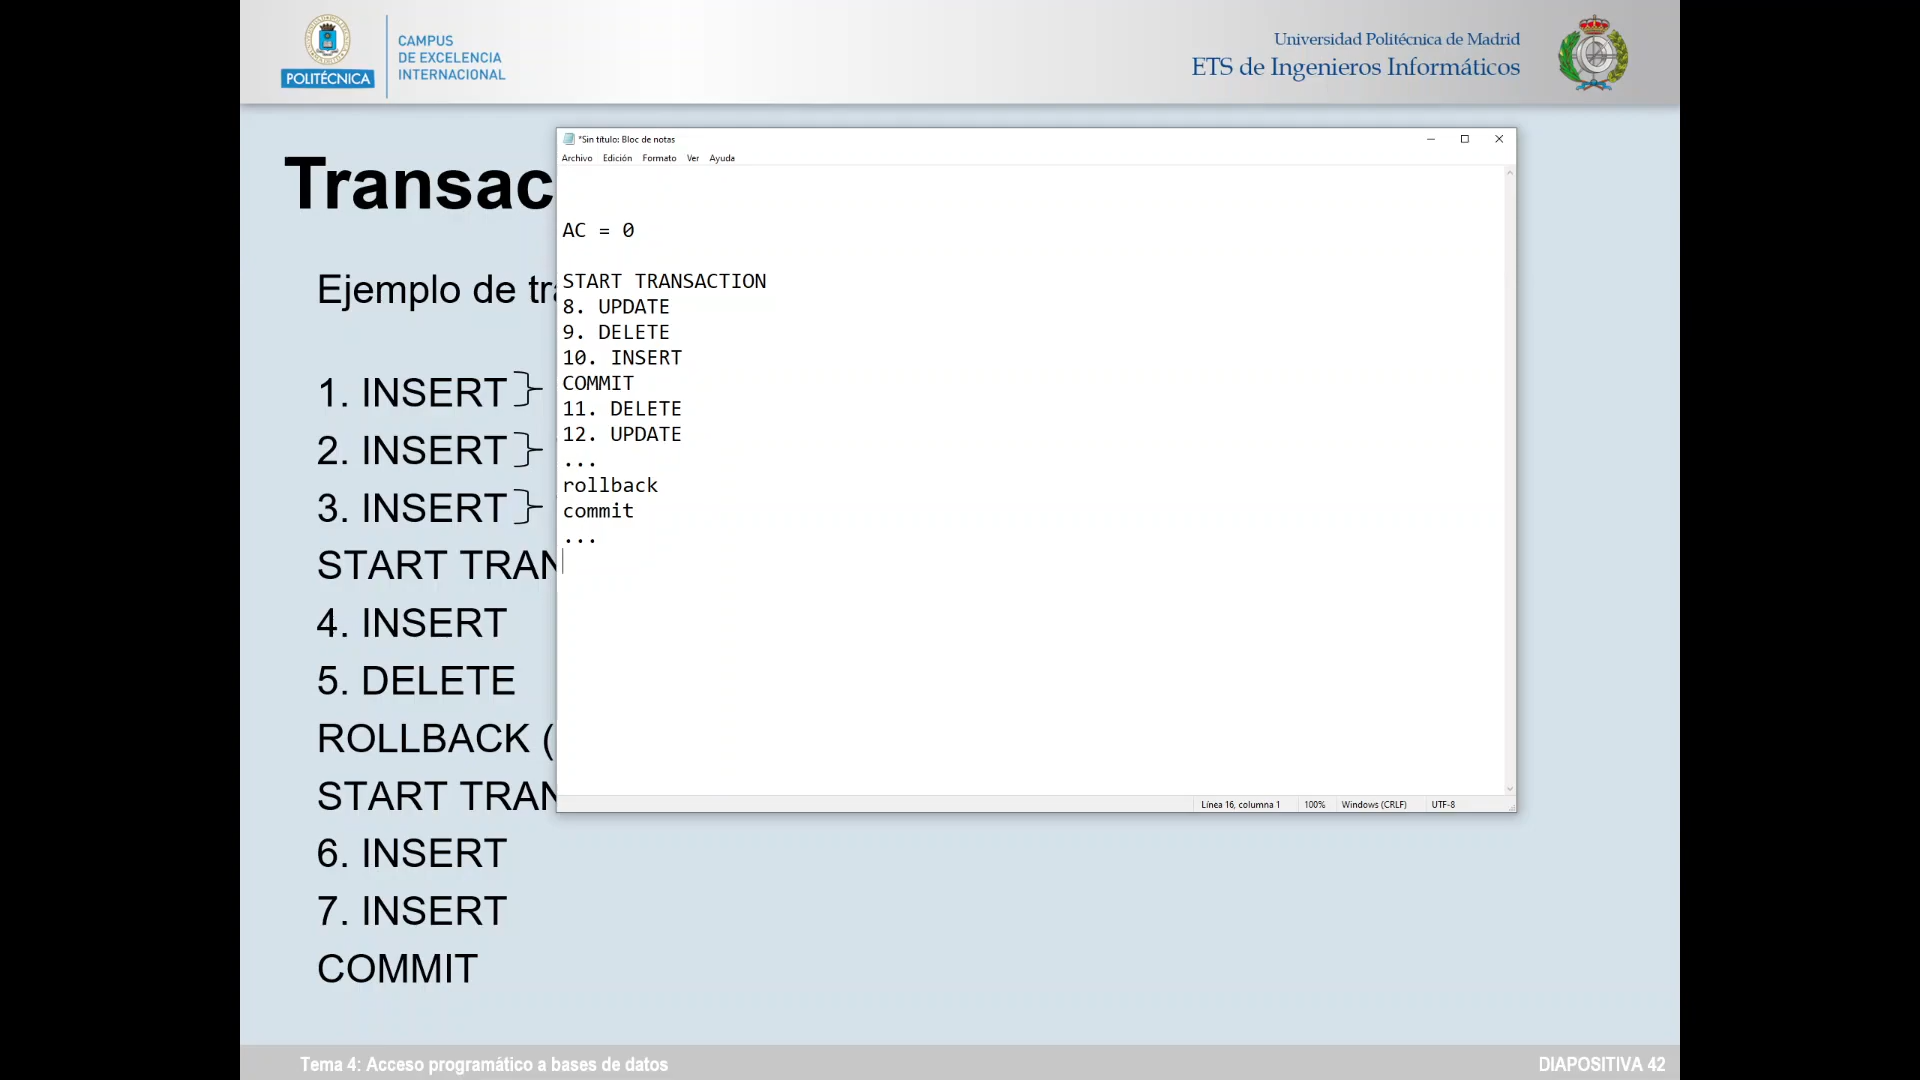 POLITÉCNICA
CAMPUS
DE EXCELENCIA
INTERNACIONAL
Universidad Politécnica de Madrid
ETS de Ingenieros Informáticos
Transac
Ejemplo de tra
1. INSERT
2. INSERT
3. INSERT
START TRAN
4. INSERT
5. DELETE
ROLLBACK (
START TRAN
6. INSERT
7. INSERT
COMMIT
*Sin título: Bloc de notas
Archivo Edición Formato Ver Ayuda
AC = 0
START TRANSACTION
8. UPDATE
9. DELETE
10. INSERT
COMMIT
11. DELETE
12. UPDATE
...
rollback
commit
...
Línea 16, columna 1 100% Windows (CRLF) UTF-8
Tema 4: Acceso programático a bases de datos
DIAPOSITIVA 42